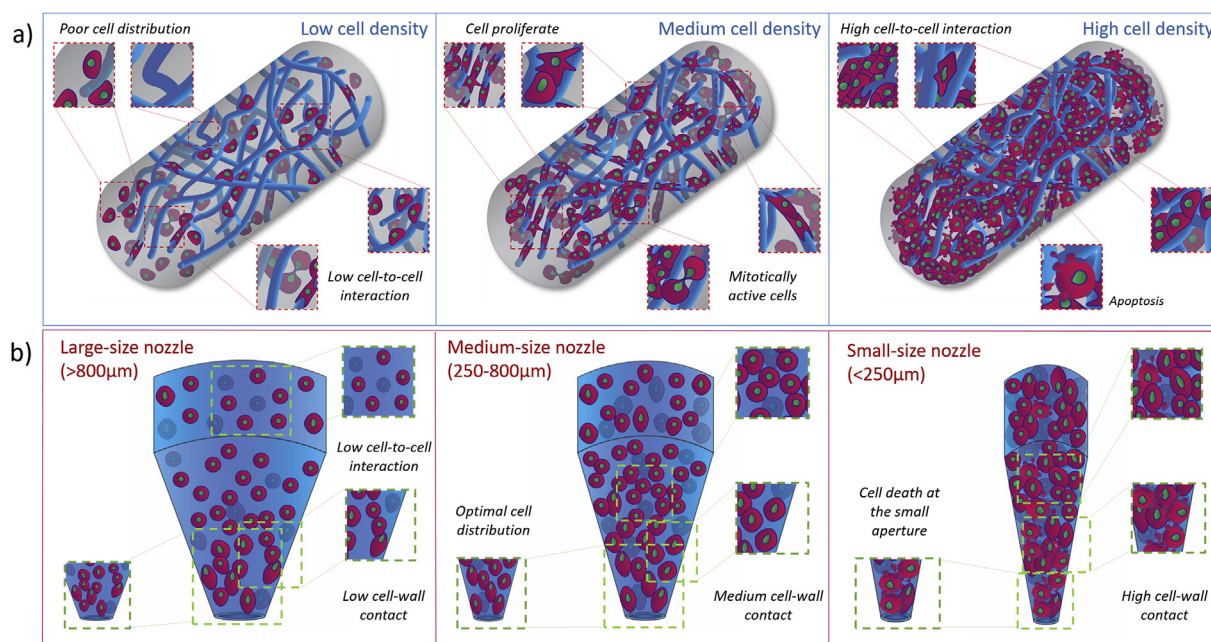 a)
Poor cell distribution
Low cell density
Low cell-to-cell
interaction
Cell proliferate
Medium cell density
Mitotically
active cells
High cell-to-cell interaction
High cell density
Apoptosis
b)
Large-size nozzle
(>800μm)
Low cell-to-cell
interaction
Low cell-wall
contact
Medium-size nozzle
(250-800μm)
Optimal cell
distribution
Medium cell-wall
contact
Small-size nozzle
(<250μm)
Cell death at
the small
aperture
High cell-wall
contact